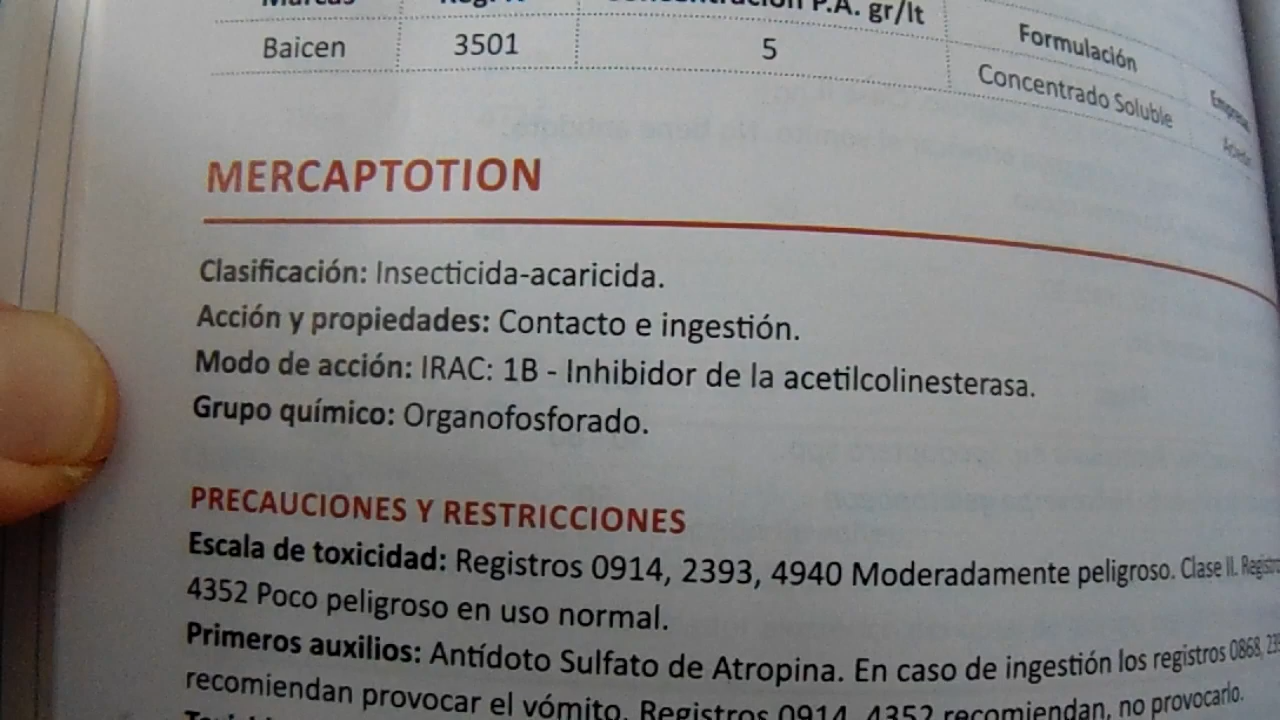 P.A. gr/lt
Formulación
Baicen 3501 5 Concentrado Soluble
MERCAPTOTION
Clasificación: Insecticida-acaricida.
Acción y propiedades: Contacto e ingestión.
Modo de acción: IRAC: 1B - Inhibidor de la acetilcolinesterasa.
Grupo químico: Organofosforado.
PRECAUCIONES Y RESTRICCIONES
Escala de toxicidad: Registros 0914, 2393, 4940 Moderadamente peligroso. Clase II.
4352 Poco peligroso en uso normal.
Primeros auxilios: Antídoto Sulfato de Atropina. En caso de ingestión los registros 0868,
recomiendan provocar el vómito. Registros 0914, 4352 recomiendan, no provocarlo.